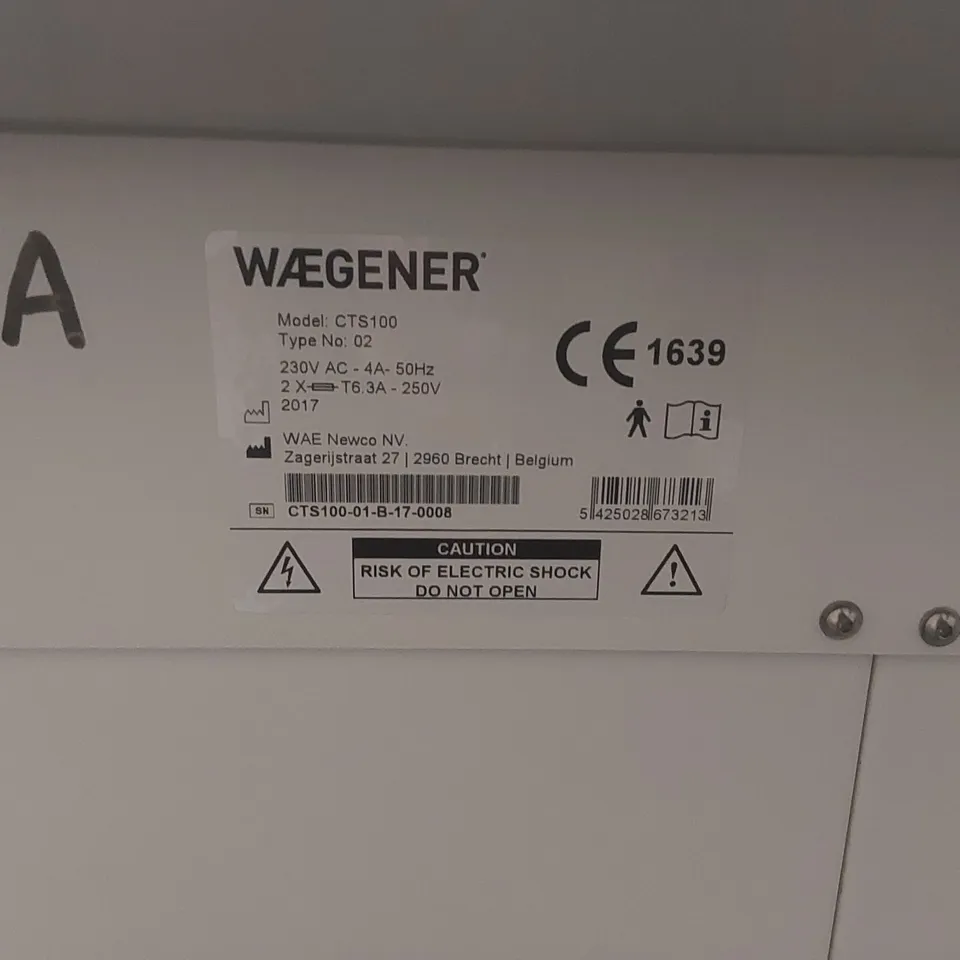 A
WÆGENER®
Model: CTS100
Type No: 02
230V AC - 4A- 50Hz
2 X T6.3A - 250V
2017
WAE Newco NV.
Zagerijstraat 27 | 2960 Brecht | Belgium
SN CTS100-01-B-17-0008
CE 1639
i
5 425028 673213
CAUTION
RISK OF ELECTRIC SHOCK
DO NOT OPEN
!